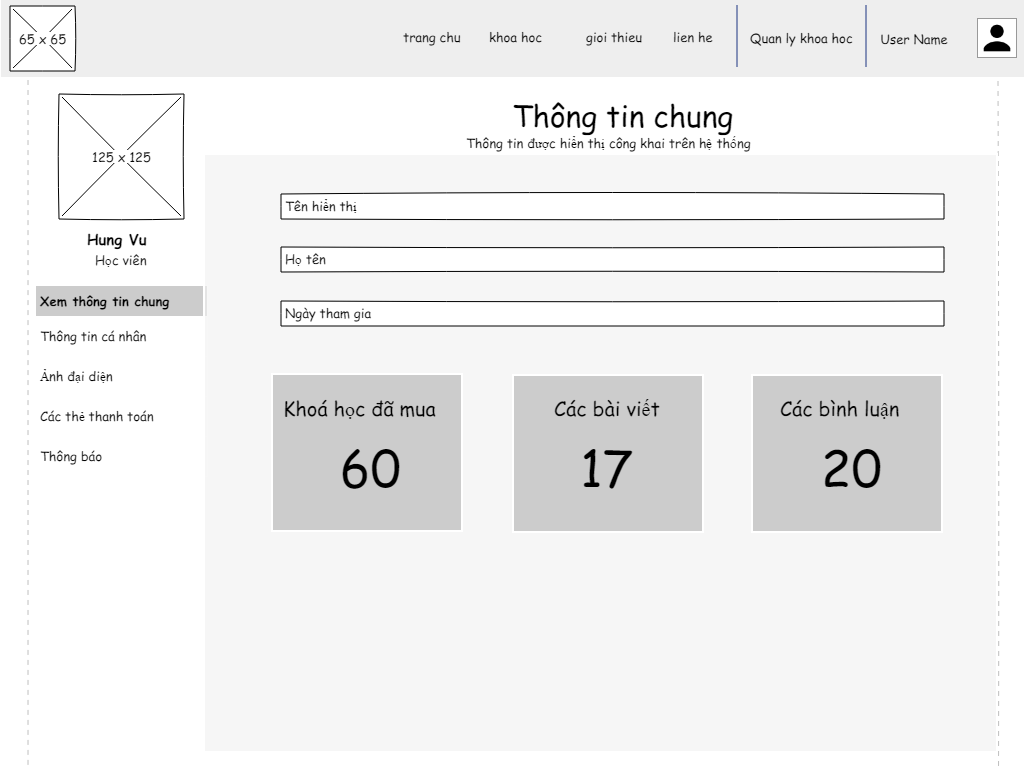 65 x 65
trang chu
khoa hoc
gioi thieu
lien he
Quan ly khoa hoc
User Name
125 x 125
Hung Vu
Học viên
Xem thông tin chung
Thông tin cá nhân
Ảnh đại diện
Các thẻ thanh toán
Thông báo
Thông tin chung
Thông tin được hiển thị công khai trên hệ thống
Tên hiển thị
Họ tên
Ngày tham gia
Khoá học đã mua
60
Các bài viết
17
Các bình luận
20